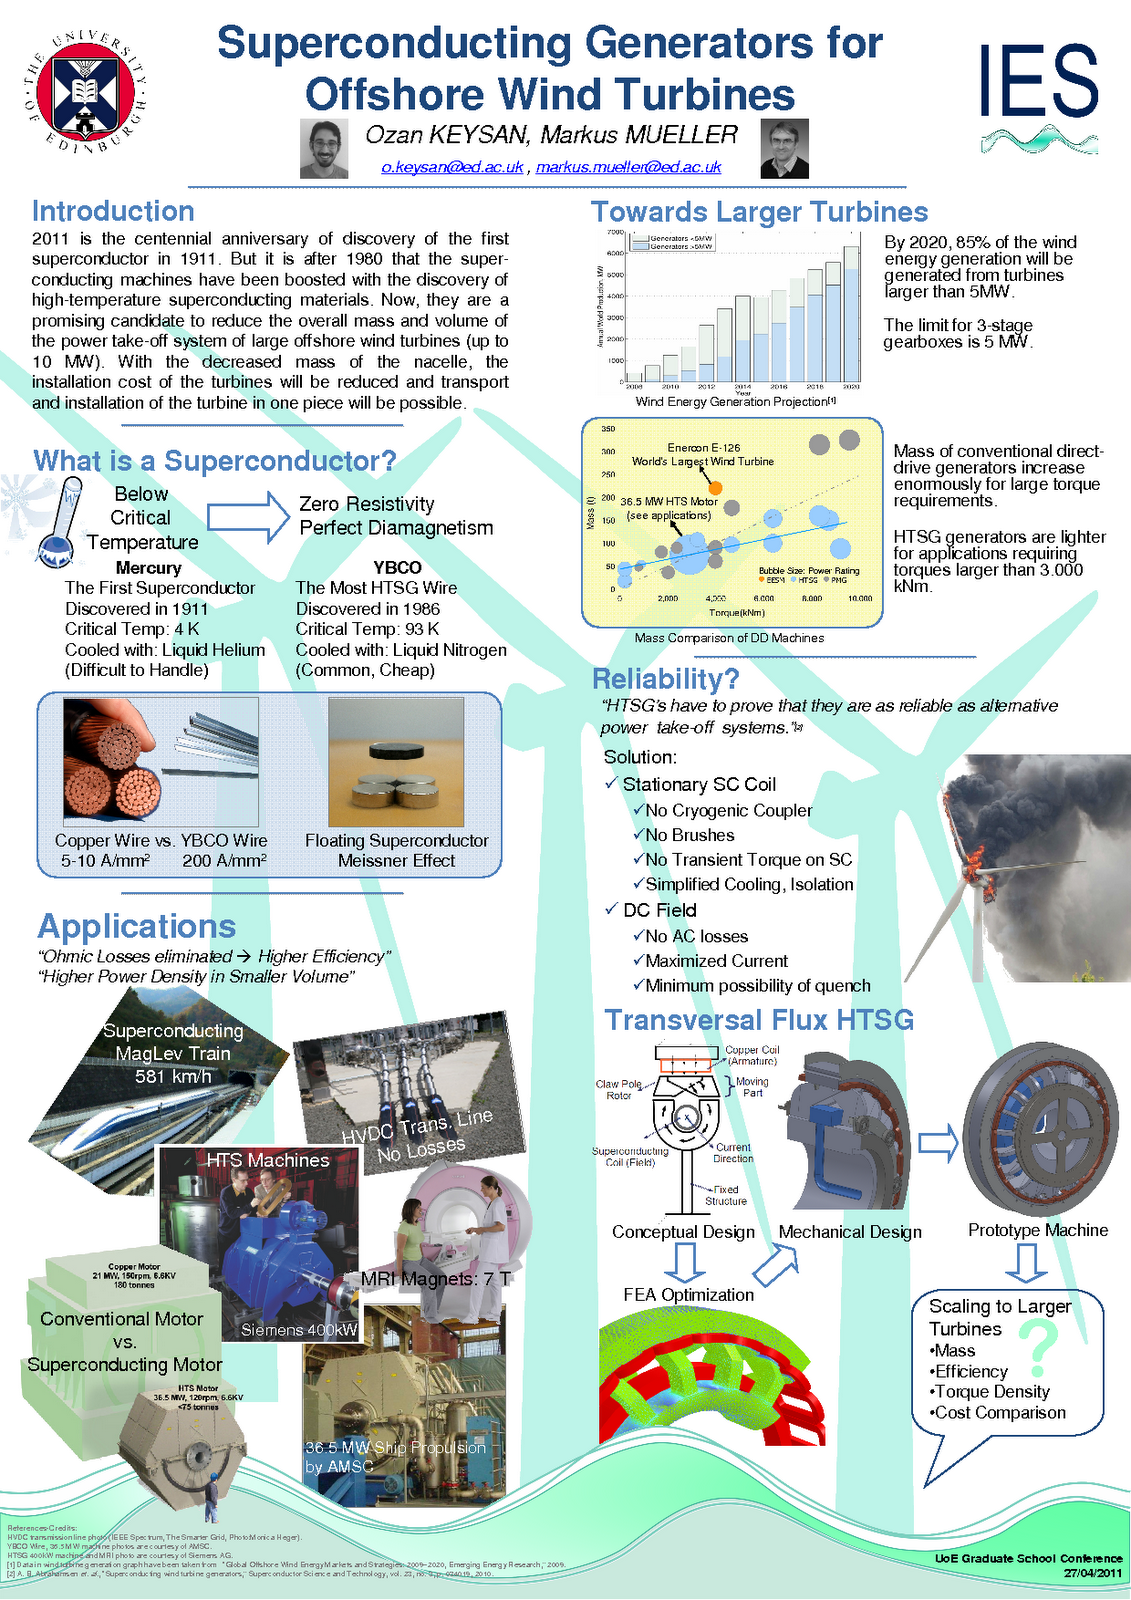 THE UNIVERSITY OF EDINBURGH
Superconducting Generators for
Offshore Wind Turbines
Ozan KEYSAN, Markus MUELLER
o.keysan@ed.ac.uk , markus.mueller@ed.ac.uk
IES
Introduction
2011 is the centennial anniversary of discovery of the first
superconductor in 1911. But it is after 1980 that the super-
conducting machines have been boosted with the discovery of
high-temperature superconducting materials. Now, they are a
promising candidate to reduce the overall mass and volume of
the power take-off system of large offshore wind turbines (up to
10 MW). With the decreased mass of the nacelle, the
installation cost of the turbines will be reduced and transport
and installation of the turbine in one piece will be possible.
What is a Superconductor?
Below
Critical
Temperature
Zero Resistivity
Perfect Diamagnetism
Mercury
The First Superconductor
Discovered in 1911
Critical Temp: 4 K
Cooled with: Liquid Helium
(Difficult to Handle)
YBCO
The Most HTSG Wire
Discovered in 1986
Critical Temp: 93 K
Cooled with: Liquid Nitrogen
(Common, Cheap)
Copper Wire vs. YBCO Wire
5-10 A/mm² 200 A/mm²
Floating Superconductor
Meissner Effect
Applications
“Ohmic Losses eliminated → Higher Efficiency”
“Higher Power Density in Smaller Volume”
Superconducting
MagLev Train
581 km/h
HVDC Trans. Line
No Losses
HTS Machines
Siemens 400kW
MRI Magnets: 7 T
Copper Motor
21 MW, 150rpm, 6.6KV
180 tonnes
Conventional Motor
vs.
Superconducting Motor
HTS Motor
36.5 MW, 120rpm, 6.6KV
<75 tonnes
36.5 MW Ship Propulsion
by AMSC
Towards Larger Turbines
Generators <5MW
Generators >5MW
Annual World Production, MW
7000
6000
5000
4000
3000
2000
1000
0
2008 2010 2012 2014 2016 2018 2020
Year
Wind Energy Generation Projection[1]
By 2020, 85% of the wind
energy generation will be
generated from turbines
larger than 5MW.
The limit for 3-stage
gearboxes is 5 MW.
Enercon E-126
World's Largest Wind Turbine
36.5 MW HTS Motor
(see applications)
Mass (t)
350
300
250
200
150
100
50
0
Bubble Size: Power Rating
EESM HTSG PMG
0 2,000 4,000 6.000 8.000 10.000
Torque(kNm)
Mass Comparison of DD Machines
Mass of conventional direct-
drive generators increase
enormously for large torque
requirements.
HTSG generators are lighter
for applications requiring
torques larger than 3.000
kNm.
Reliability?
“HTSG's have to prove that they are as reliable as alternative
power take-off systems.”[2]
Solution:
✓ Stationary SC Coil
✓No Cryogenic Coupler
✓No Brushes
✓No Transient Torque on SC
✓Simplified Cooling, Isolation
✓ DC Field
✓No AC losses
✓Maximized Current
✓Minimum possibility of quench
Transversal Flux HTSG
Copper Coil
(Armature)
Claw Pole
Rotor
Moving
Part
Superconducting
Coil (Field)
Current
Direction
Fixed
Structure
Conceptual Design
Mechanical Design
Prototype Machine
FEA Optimization
Scaling to Larger
Turbines
•Mass
•Efficiency
•Torque Density
•Cost Comparison
?
References-Credits:
HVDC transmission line photo (IEEE Spectrum, The Smarter Grid, Photo:Monica Heger).
YBCO Wire, 36.5 MW machine photos are courtesy of AMSC.
HTSG 400kW machine and MRI photo are courtesy of Siemens AG.
[1] Data in wind turbine generation graph have been taken from "Global Offshore Wind Energy Markets and Strategies: 2009–2020, Emerging Energy Research," 2009.
[2] A. B. Abrahamsen et. al., "Superconducting wind turbine generators," Superconductor Science and Technology, vol. 23, no. 3, p. 034019, 2010.
UoE Graduate School Conference
27/04/2011